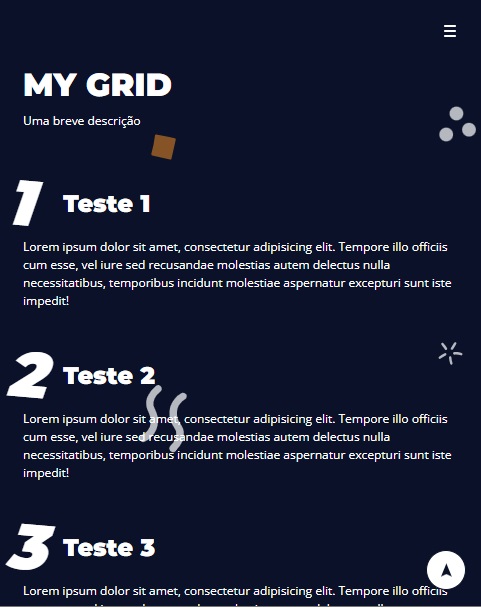 MY GRID
Uma breve descrição
1 Teste 1
Lorem ipsum dolor sit amet, consectetur adipisicing elit. Tempore illo officiis
cum esse, vel iure sed recusandae molestias autem delectus nulla
necessitatibus, temporibus incidunt molestiae aspernatur excepturi sunt iste
impedit!
2 Teste 2
Lorem ipsum dolor sit amet, consectetur adipisicing elit. Tempore illo officiis
cum esse, vel iure sed recusandae molestias autem delectus nulla
necessitatibus, temporibus incidunt molestiae aspernatur excepturi sunt iste
impedit!
3 Teste 3
Lorem ipsum dolor sit amet, consectetur adipisicing elit. Tempore illo officiis